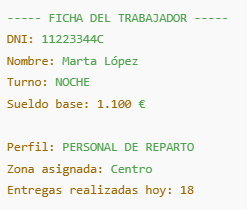 ----- FICHA DEL TRABAJADOR -----
DNI: 11223344C
Nombre: Marta López
Turno: NOCHE
Sueldo base: 1.100 €
Perfil: PERSONAL DE REPARTO
Zona asignada: Centro
Entregas realizadas hoy: 18